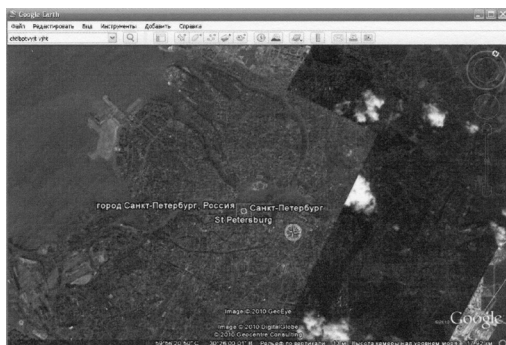 Google Earth
Файл Редактировать Вид Инструменты Добавить Справка
город Санкт-Петербург, Россия Санкт-Петербург
St Petersburg
Image © 2010 GeoEye
Image © 2010 DigitalGlobe
© 2010 Geocentre Consulting
Google